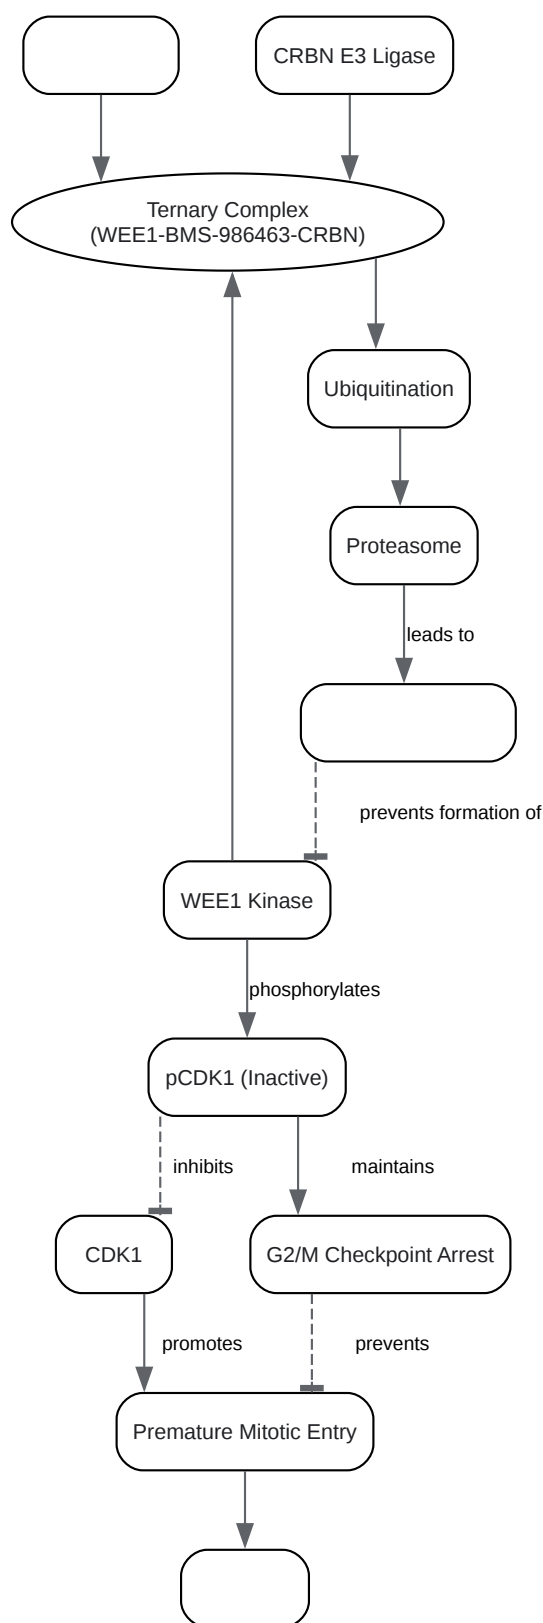 CRBN E3 Ligase
Ternary Complex
(WEE1-BMS-986463-CRBN)
Ubiquitination
Proteasome
leads to
prevents formation of
WEE1 Kinase
phosphorylates
pCDK1 (Inactive)
inhibits
maintains
CDK1
G2/M Checkpoint Arrest
promotes
prevents
Premature Mitotic Entry